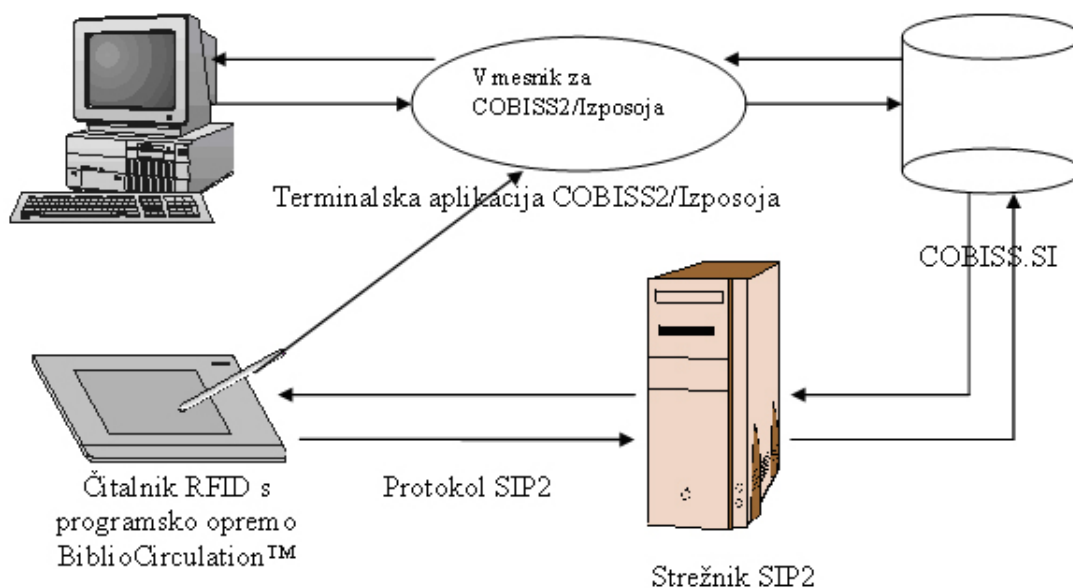 Vmesnik za
COBISS2/Izposoja
Terminalska aplikacija COBISS2/Izposoja
COBISS.SI
Čitalnik RFID s
programsko opremo
BiblioCirculation™
Protokol SIP2
Strežnik SIP2